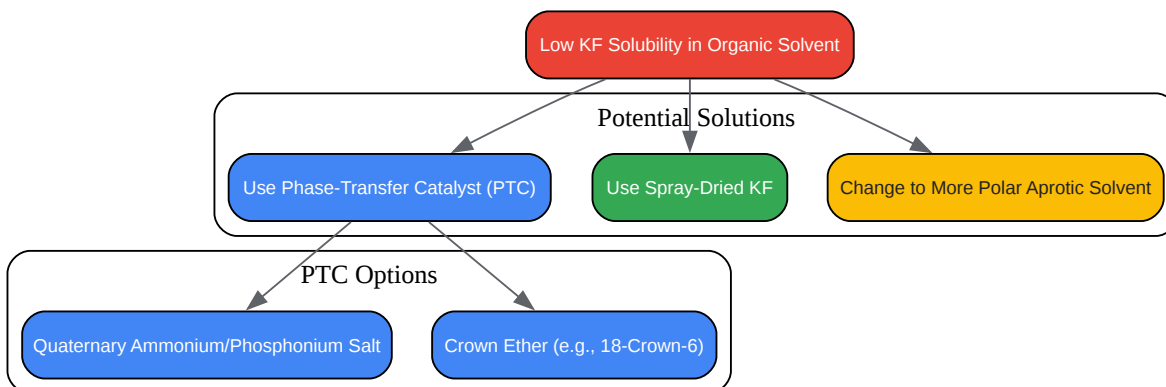 Low KF Solubility in Organic Solvent
Potential Solutions
Use Phase-Transfer Catalyst (PTC)
Use Spray-Dried KF
Change to More Polar Aprotic Solvent
PTC Options
Quaternary Ammonium/Phosphonium Salt
Crown Ether (e.g., 18-Crown-6)